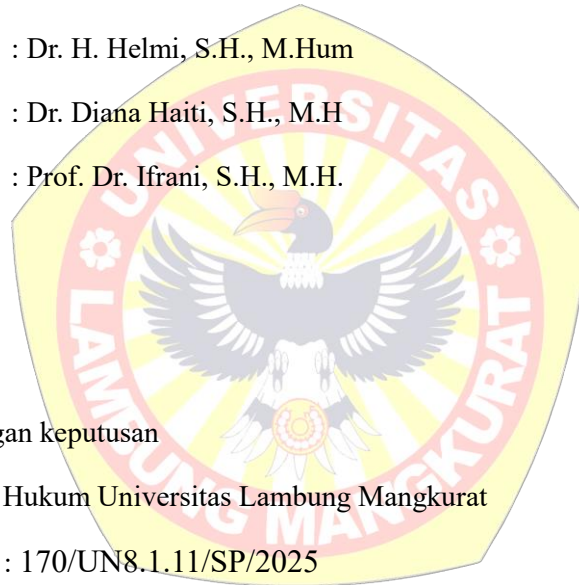 : Dr. H. Helmi, S.H., M.Hum
: Dr. Diana Haiti, S.H., M.H
: Prof. Dr. Ifrani, S.H., M.H.
UNIVERSITAS
LAMBUNG MANGKURAT
gan keputusan
Hukum Universitas Lambung Mangkurat
: 170/UN8.1.11/SP/2025